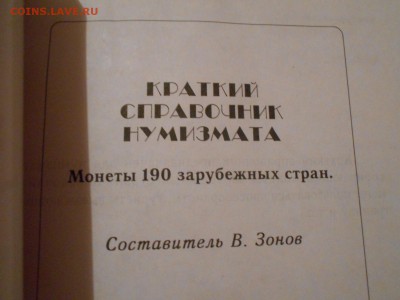 COINS.LAVE.RU
КРАТКИЙ
СПРАВОЧНИК
НУМИЗМАТА
Монеты 190 зарубежных стран.
Составитель В. Зонов